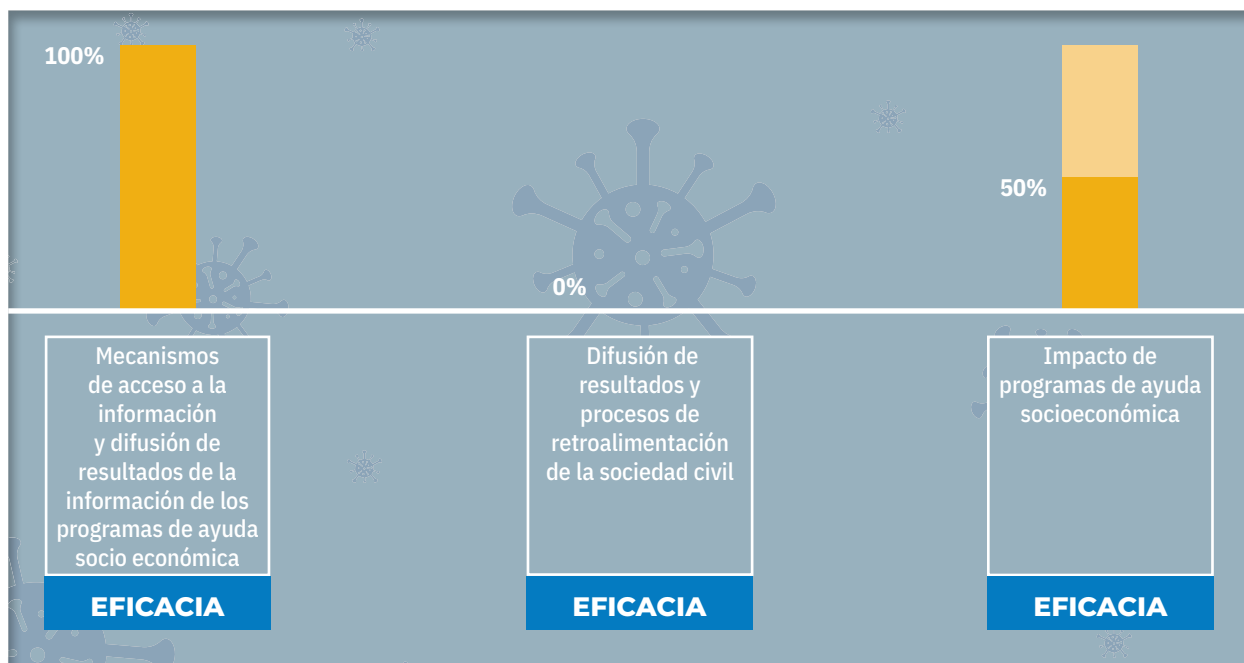 100%
0%
50%
Mecanismos
de acceso a la
información
y difusión de
resultados de la
información de los
programas de ayuda
socio económica
EFICACIA
Difusión de
resultados y
procesos de
retroalimentación
de la sociedad civil
EFICACIA
Impacto de
programas de ayuda
socioeconómica
EFICACIA